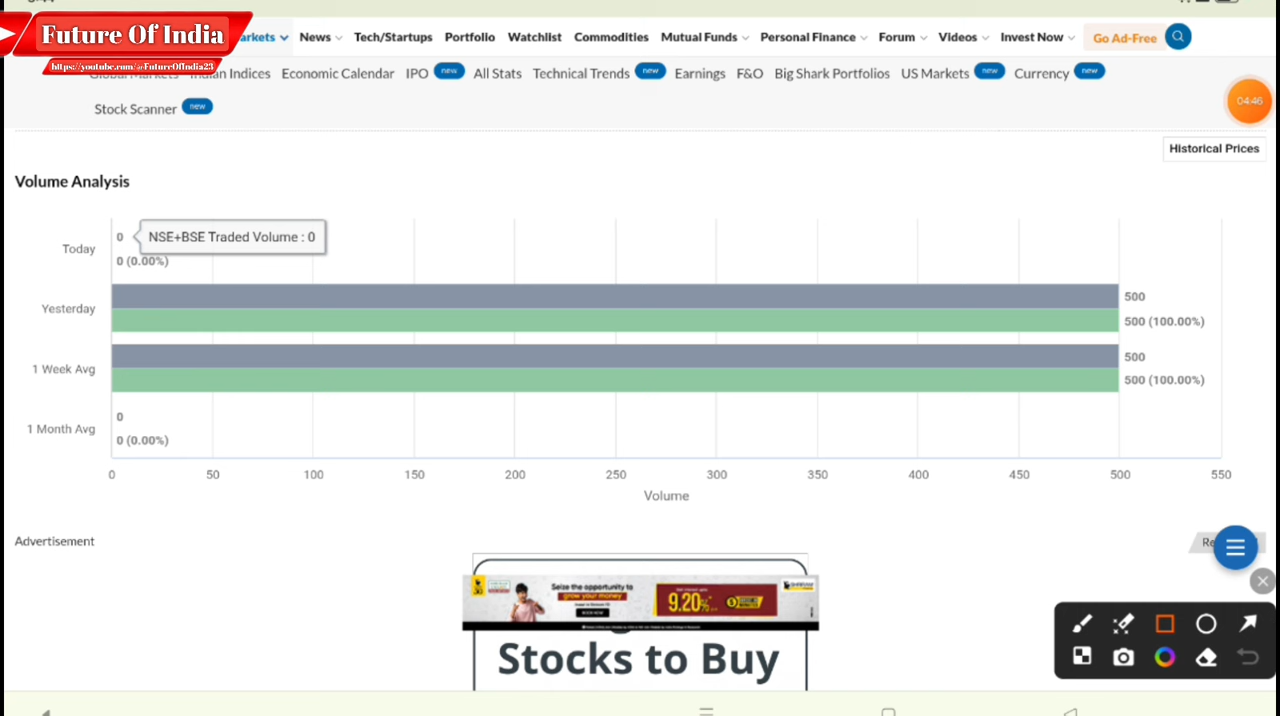 Future Of India
https://youtube.com/@FutureOfIndia23
arkets News Tech/Startups Portfolio Watchlist Commodities Mutual Funds Personal Finance Forum Videos Invest Now Go Ad-Free
Global Markets Indian Indices Economic Calendar IPO new All Stats Technical Trends new Earnings F&O Big Shark Portfolios US Markets new Currency new
Stock Scanner new
04:46
Historical Prices
Volume Analysis
Today
0
NSE+BSE Traded Volume : 0
0 (0.00%)
Yesterday
500
500 (100.00%)
1 Week Avg
500
500 (100.00%)
1 Month Avg
0
0 (0.00%)
0 50 100 150 200 250 300 350 400 450 500 550
Volume
Advertisement
Seize the opportunity to
grow your money
9.20%
Stocks to Buy